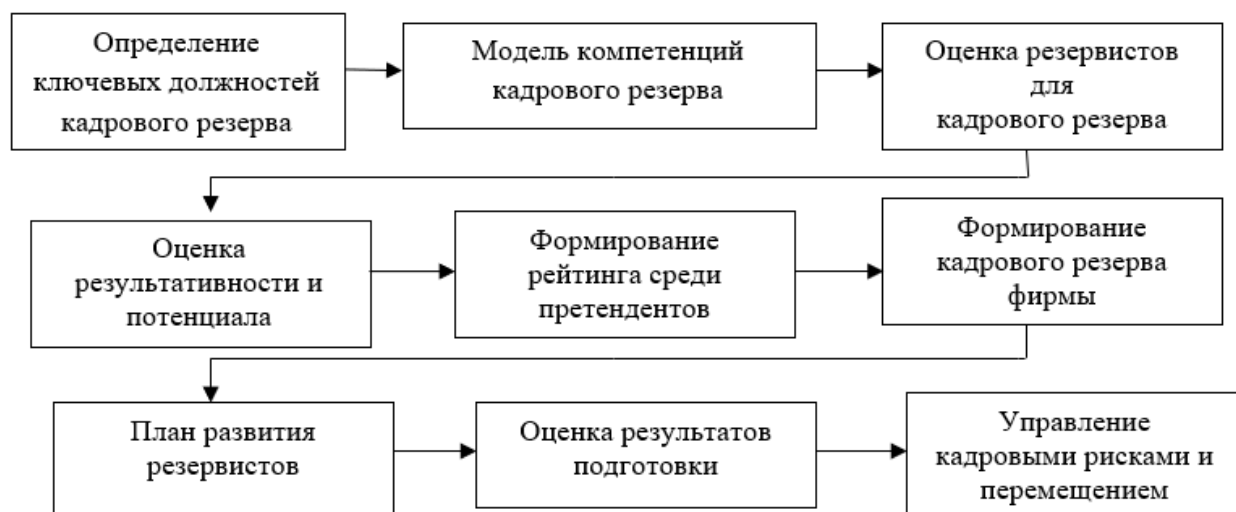 Определение
ключевых должностей
кадрового резерва
Модель компетенций
кадрового резерва
Оценка резервистов
для
кадрового резерва
Оценка
результативности и
потенциала
Формирование
рейтинга среди
претендентов
Формирование
кадрового резерва
фирмы
План развития
резервистов
Оценка результатов
подготовки
Управление
кадровыми рисками и
перемещением